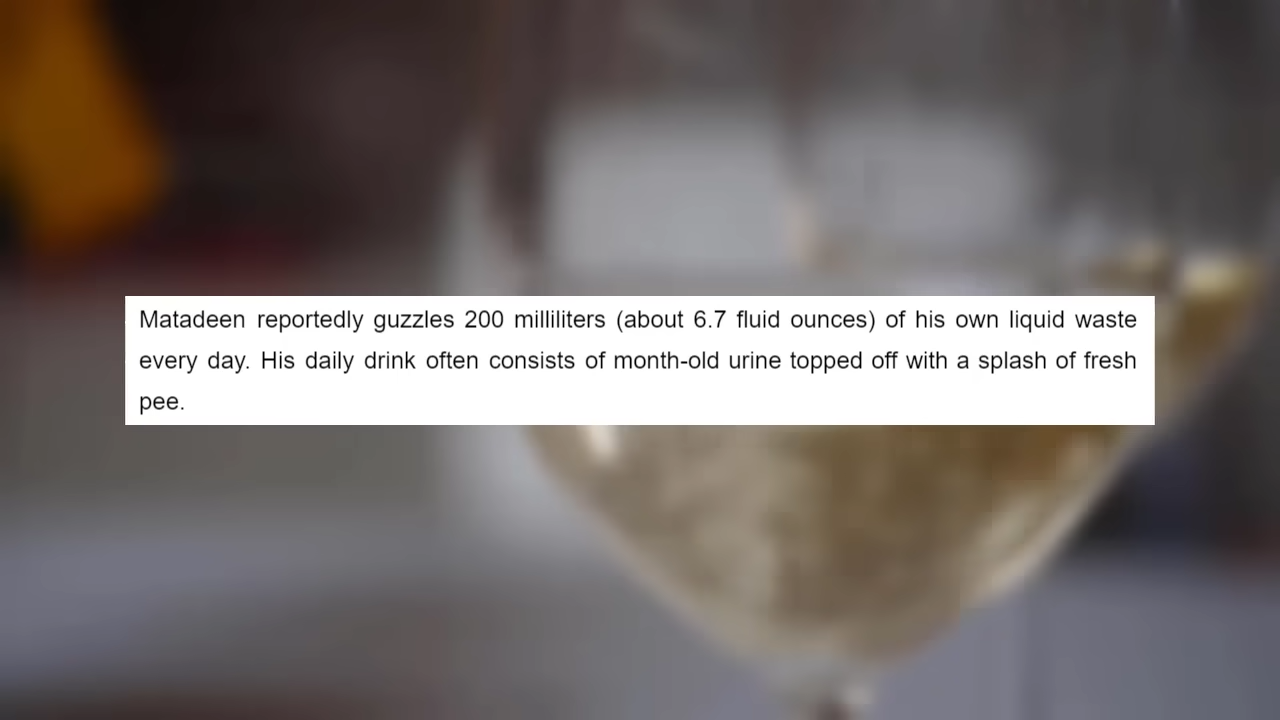 Matadeen reportedly guzzles 200 milliliters (about 6.7 fluid ounces) of his own liquid waste
every day. His daily drink often consists of month-old urine topped off with a splash of fresh
pee.